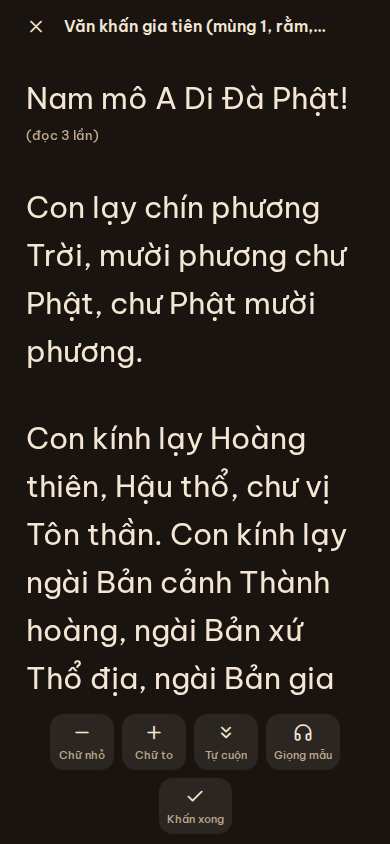 Văn khấn gia tiên (mùng 1, rằm,...
Nam mô A Di Đà Phật!
(đọc 3 lần)
Con lạy chín phương
Trời, mười phương chư
Phật, chư Phật mười
phương.
Con kính lạy Hoàng
thiên, Hậu thổ, chư vị
Tôn thần. Con kính lạy
ngài Bản cảnh Thành
hoàng, ngài Bản xứ
Thổ địa, ngài Bản gia
Chữ nhỏ
Chữ to
Tự cuộn
Giọng mẫu
Khấn xong